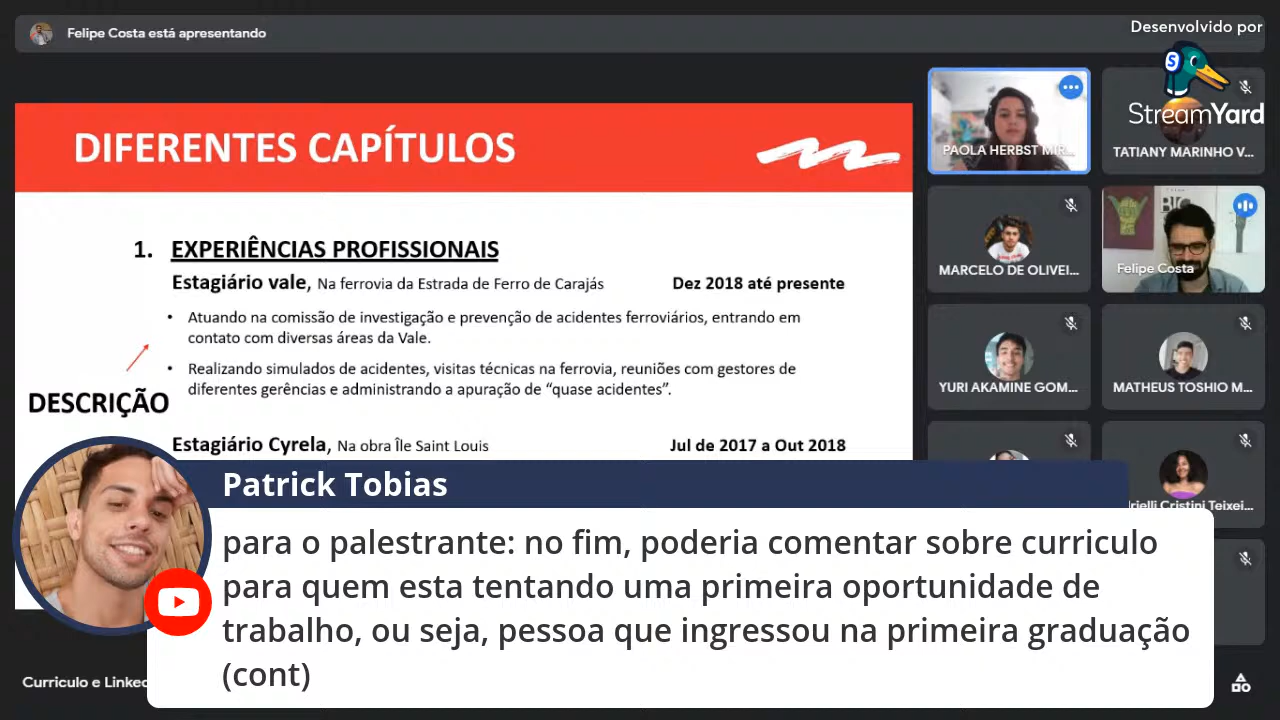 Felipe Costa está apresentando
Desenvolvido por
StreamYard
DIFERENTES CAPÍTULOS
1. EXPERIÊNCIAS PROFISSIONAIS
Estagiário vale, Na ferrovia da Estrada de Ferro de Carajás Dez 2018 até presente
• Atuando na comissão de investigação e prevenção de acidentes ferroviários, entrando em
contato com diversas áreas da Vale.
• Realizando simulados de acidentes, visitas técnicas na ferrovia, reuniões com gestores de
diferentes gerências e administrando a apuração de “quase acidentes”.
DESCRIÇÃO
Estagiário Cyrela, Na obra Île Saint Louis Jul de 2017 a Out 2018
PAOLA HERBST MIR...
TATIANY MARINHO V...
MARCELO DE OLIVEI...
Felipe Costa
YURI AKAMINE GOM...
MATHEUS TOSHIO M...
rielli Cristini Teixei...
Patrick Tobias
para o palestrante: no fim, poderia comentar sobre curriculo
para quem esta tentando uma primeira oportunidade de
trabalho, ou seja, pessoa que ingressou na primeira graduação
(cont)
Curriculo e Linked